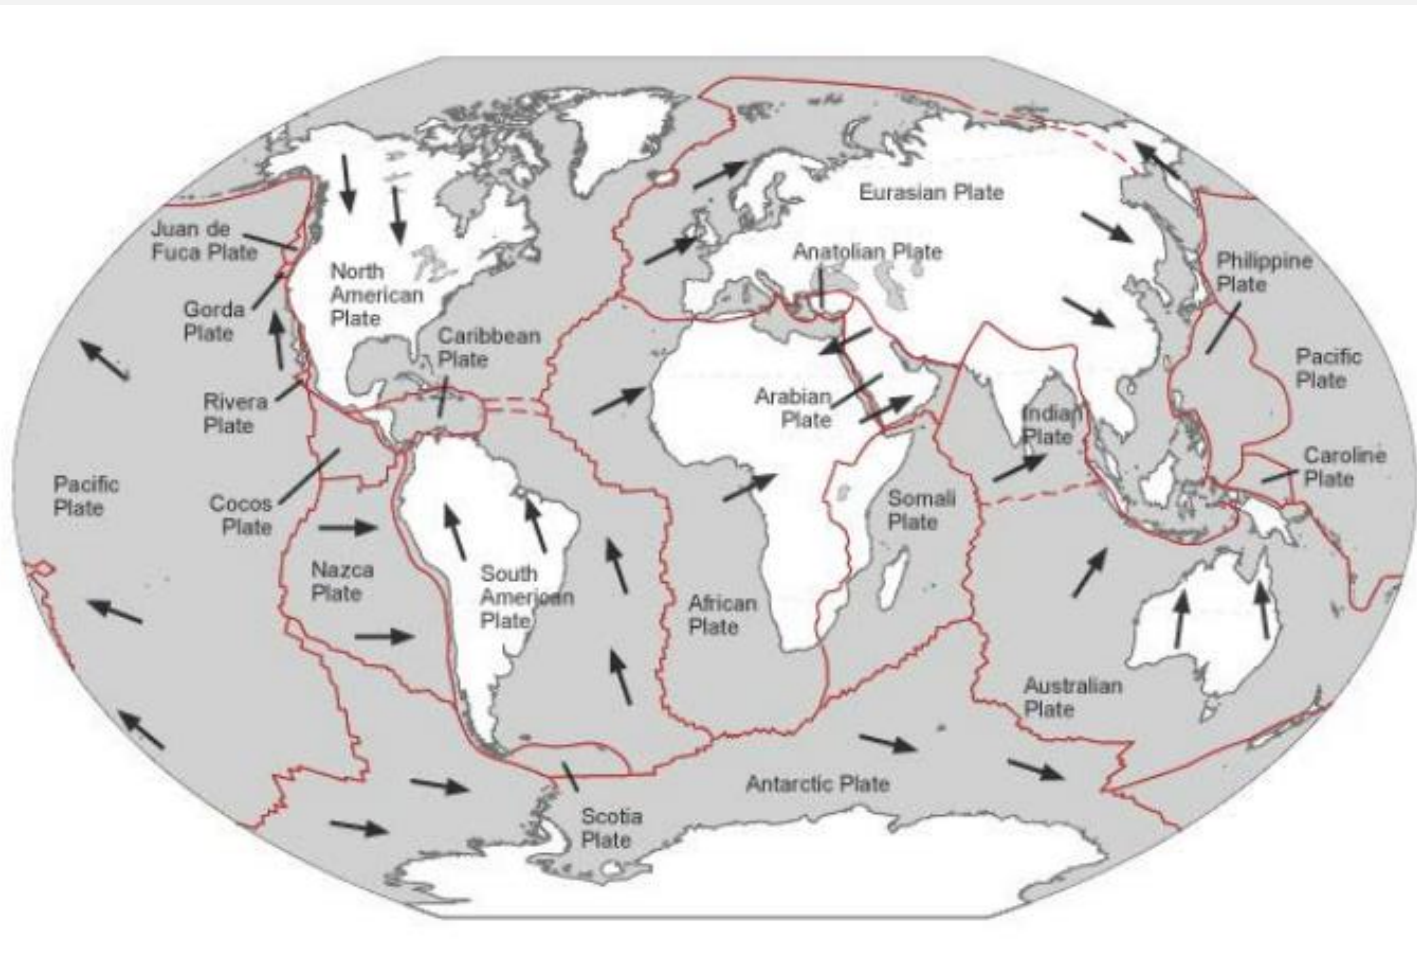 Eurasian Plate
Juan de
Fuca Plate
Anatolian Plate
North
American
Plate
Philippine
Plate
Gorda
Plate
Caribbean
Plate
Pacific
Plate
Rivera
Plate
Arabian
Plate
Indian
Plate
Caroline
Plate
Pacific
Plate
Cocos
Plate
Somali
Plate
Nazca
Plate
South
American
Plate
African
Plate
Australian
Plate
Antarctic Plate
Scotia
Plate